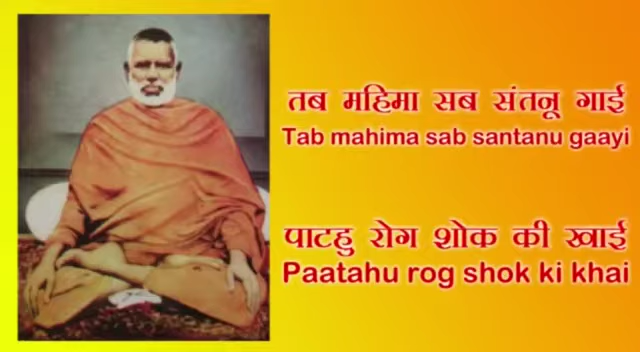 तब महिमा सब संतनू गाई
Tab mahima sab santanu gaayi
पाटहु रोग शोक की खाई
Paatahu rog shok ki khai